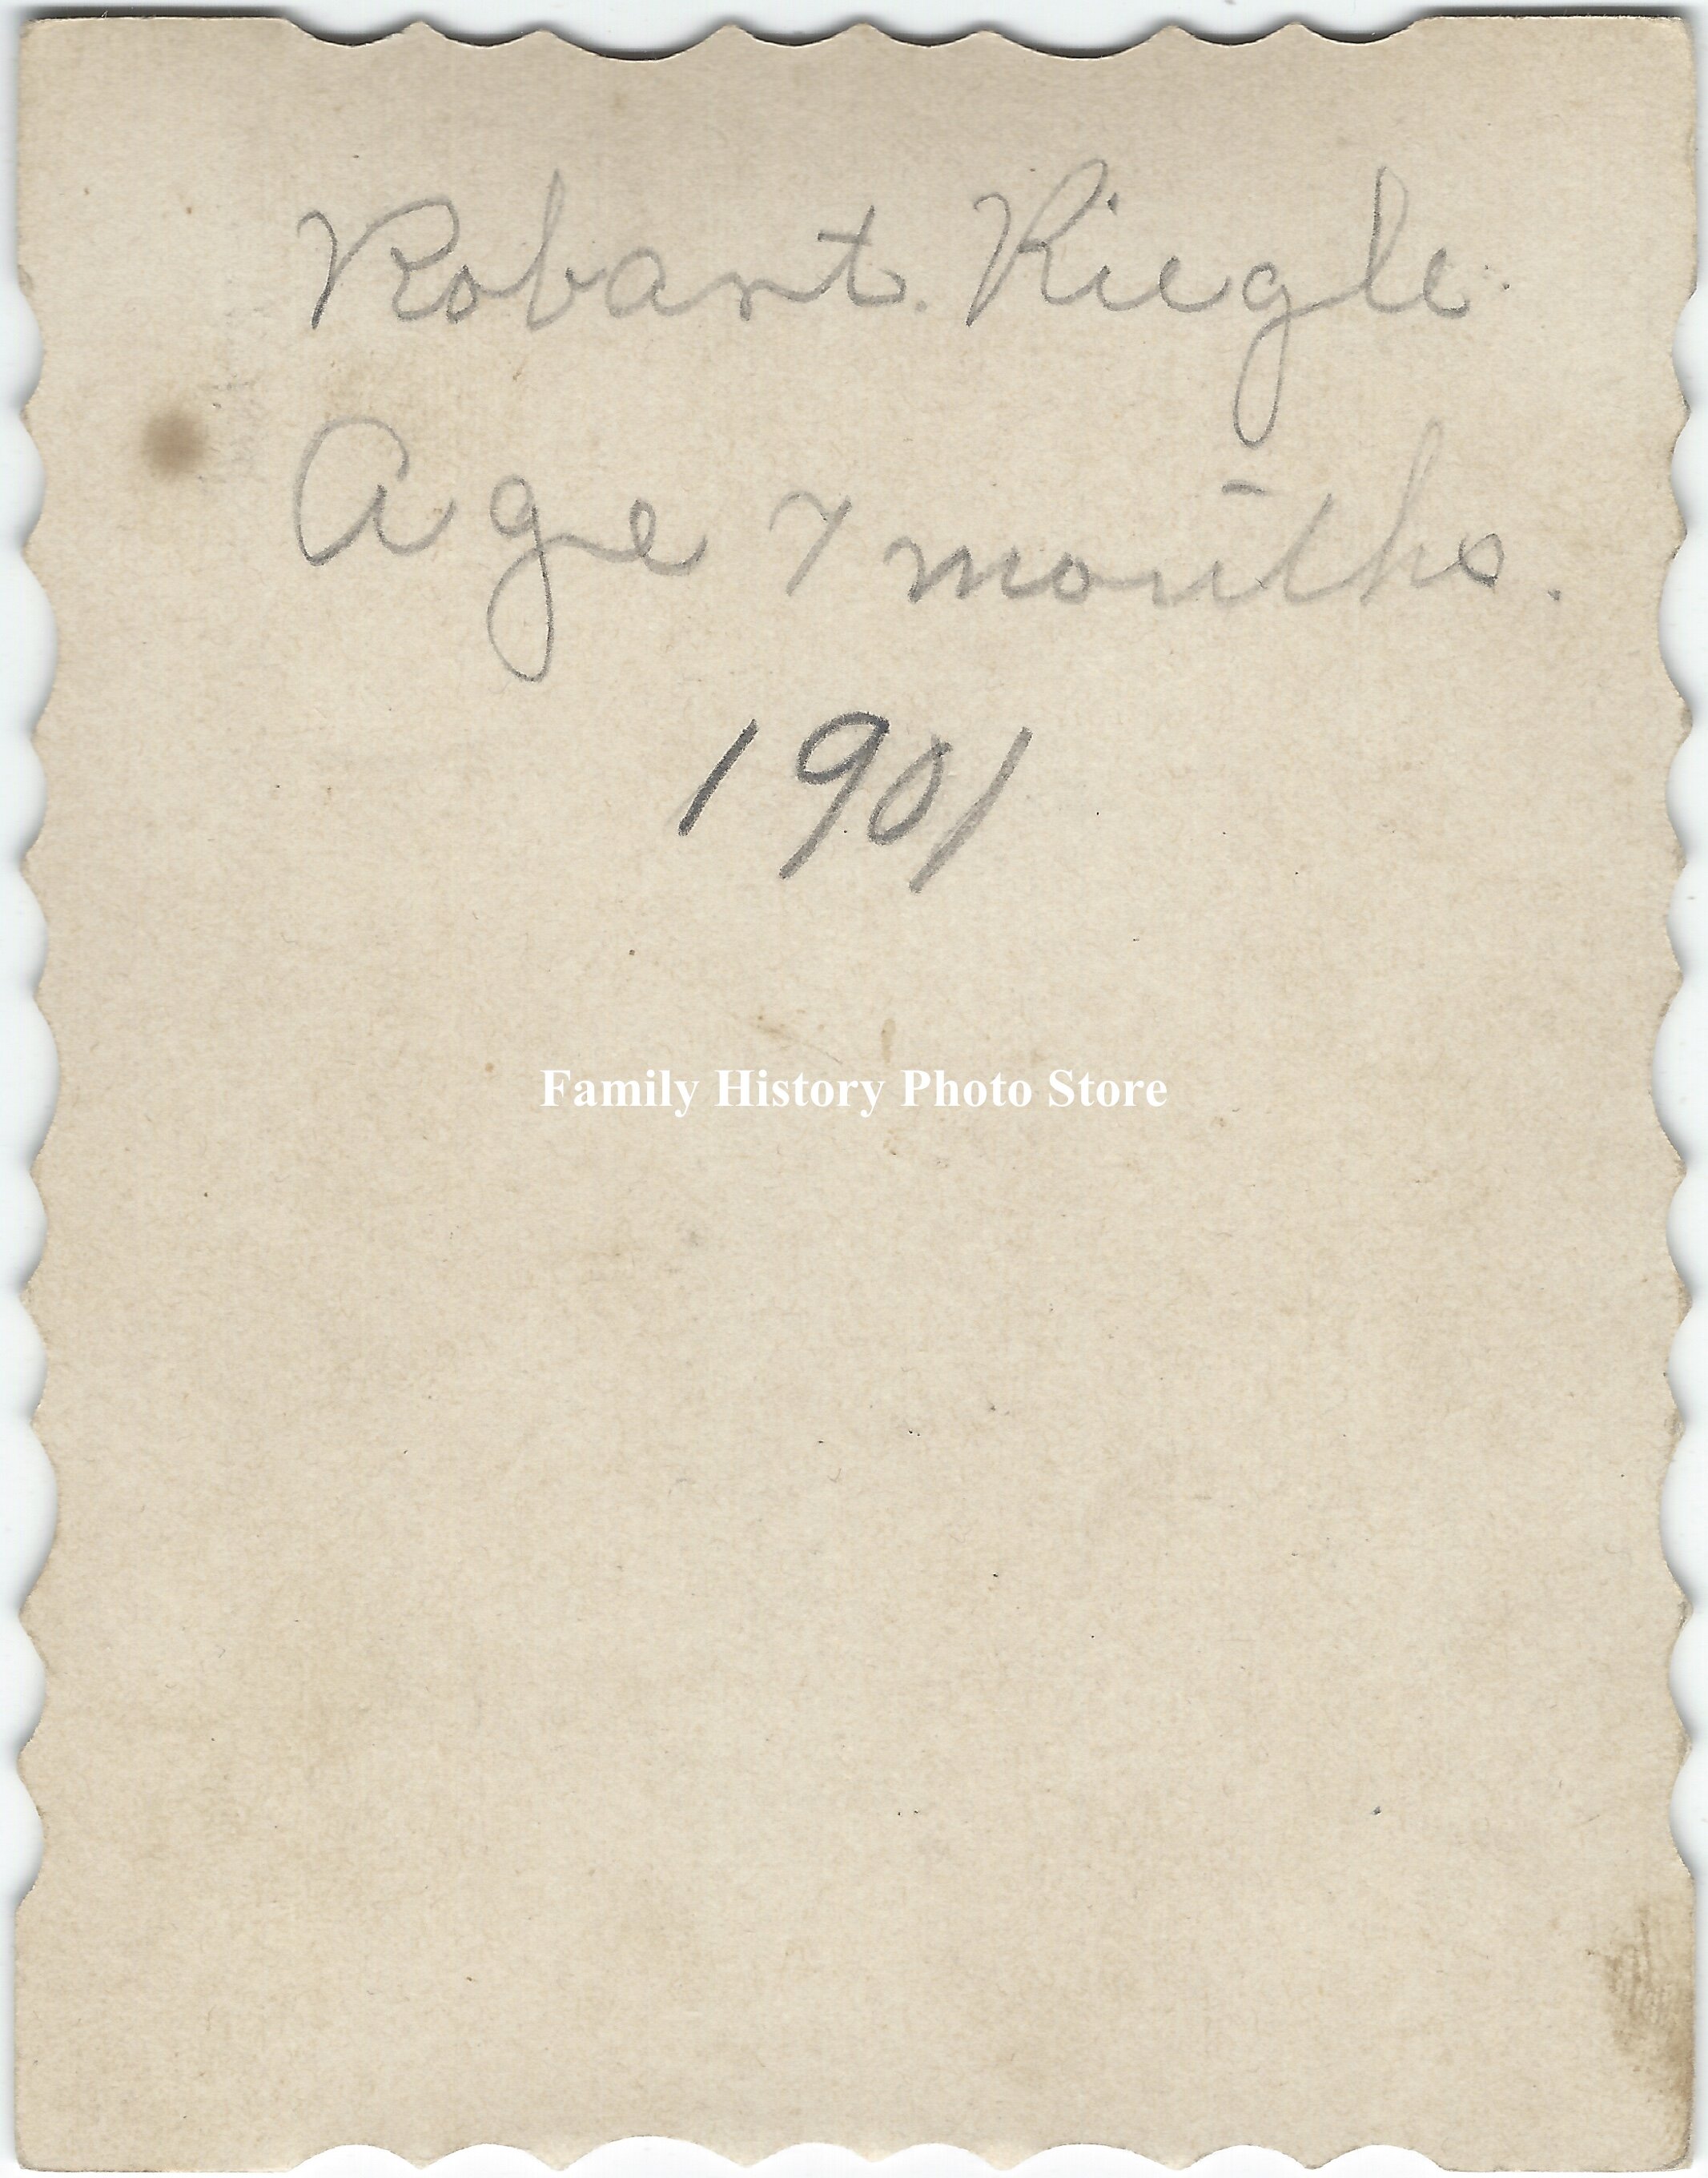 Robart. Riegle.
Age 7 months.
1901
Family History Photo Store